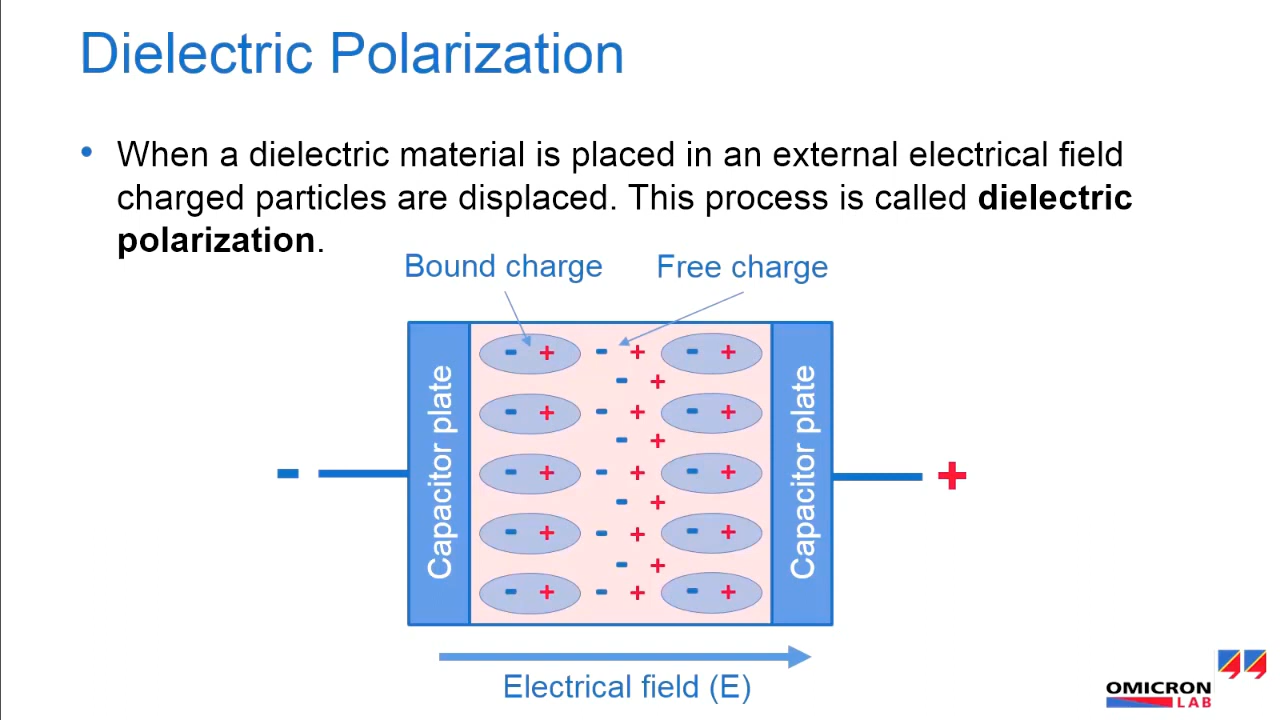 Dielectric Polarization
• When a dielectric material is placed in an external electrical field
charged particles are displaced. This process is called dielectric
polarization.
Bound charge Free charge
- + - + - +
- +
- + - + - +
- +
Capacitor plate
- + - + - +
Capacitor plate
- +
- +
- + - + - +
- +
- + - + - +
Electrical field (E)
OMICRON
LAB